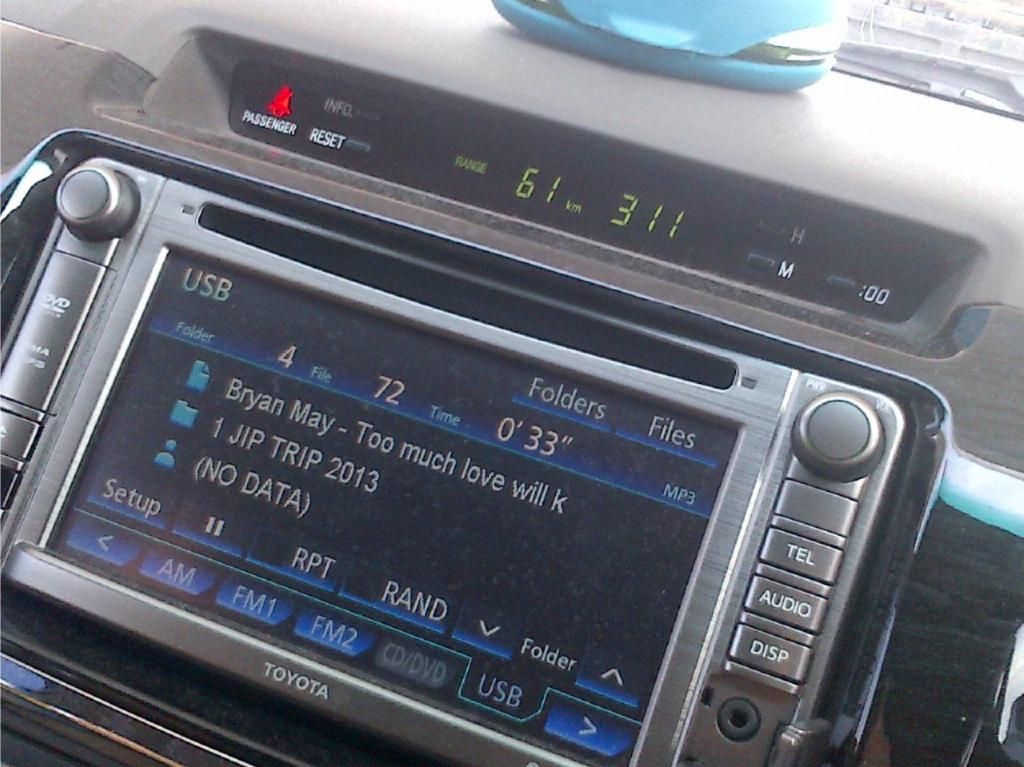 INFO.
PASSENGER
RESET
RANGE 61 km 311
H
M
:00
USB
Folder 4 File 72 Time 0'33"
Folders Files
MP3
Bryan May - Too much love will k
1 JIP TRIP 2013
(NO DATA)
Setup
RPT RAND Folder
< AM FM1 FM2 CD/DVD USB >
TOYOTA
DVD
PWR
TEL
AUDIO
DISP